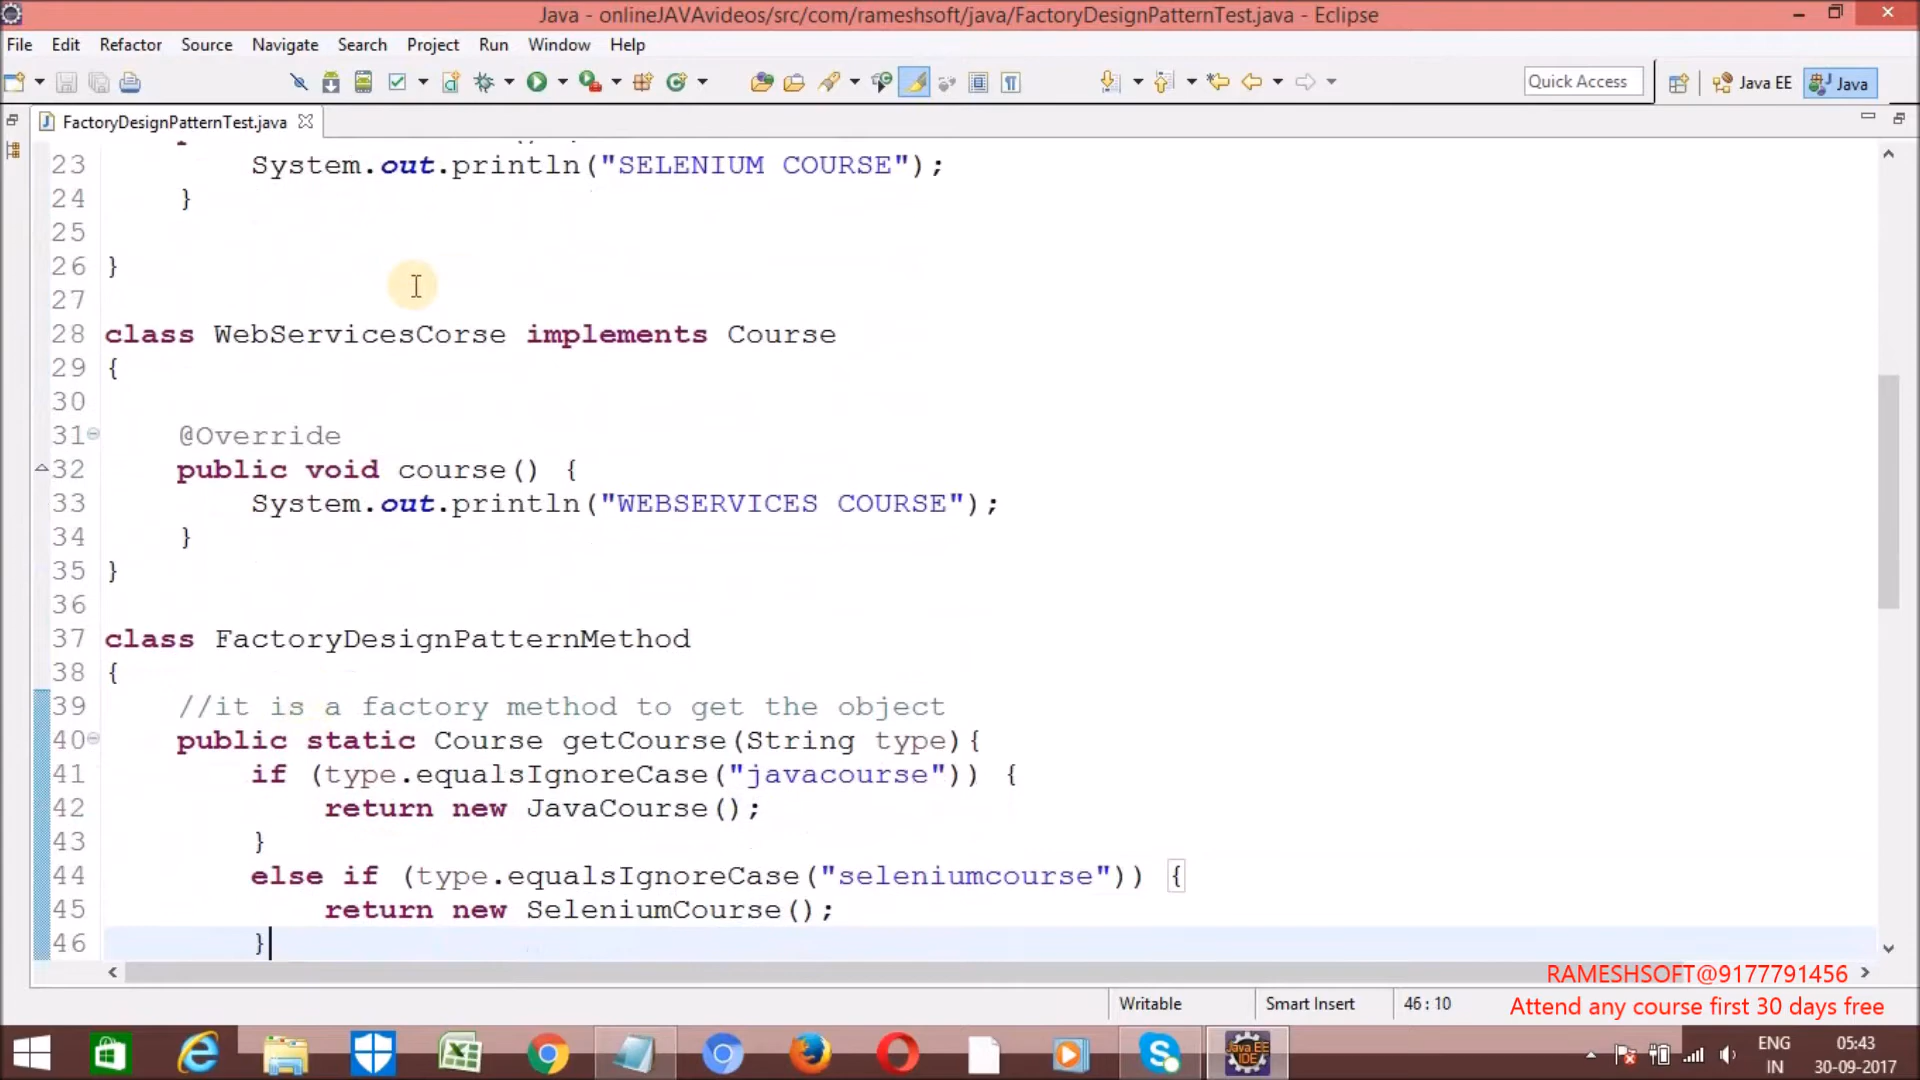 Java - onlineJAVAvideos/src/com/rameshsoft/java/FactoryDesignPatternTest.java - Eclipse
File Edit Refactor Source Navigate Search Project Run Window Help
Quick Access Java EE Java
FactoryDesignPatternTest.java
23 System.out.println("SELENIUM COURSE");
24 }
25
26 }
27
28 class WebServicesCorse implements Course
29 {
30
31 @Override
32 public void course() {
33 System.out.println("WEBSERVICES COURSE");
34 }
35 }
36
37 class FactoryDesignPatternMethod
38 {
39 //it is a factory method to get the object
40 public static Course getCourse(String type){
41 if (type.equalsIgnoreCase("javacourse")) {
42 return new JavaCourse();
43 }
44 else if (type.equalsIgnoreCase("seleniumcourse")) {
45 return new SeleniumCourse();
46 }
RAMESHSOFT@9177791456
Writable Smart Insert 46:10
Attend any course first 30 days free
Java EE
IDE
ENG
IN
05:43
30-09-2017